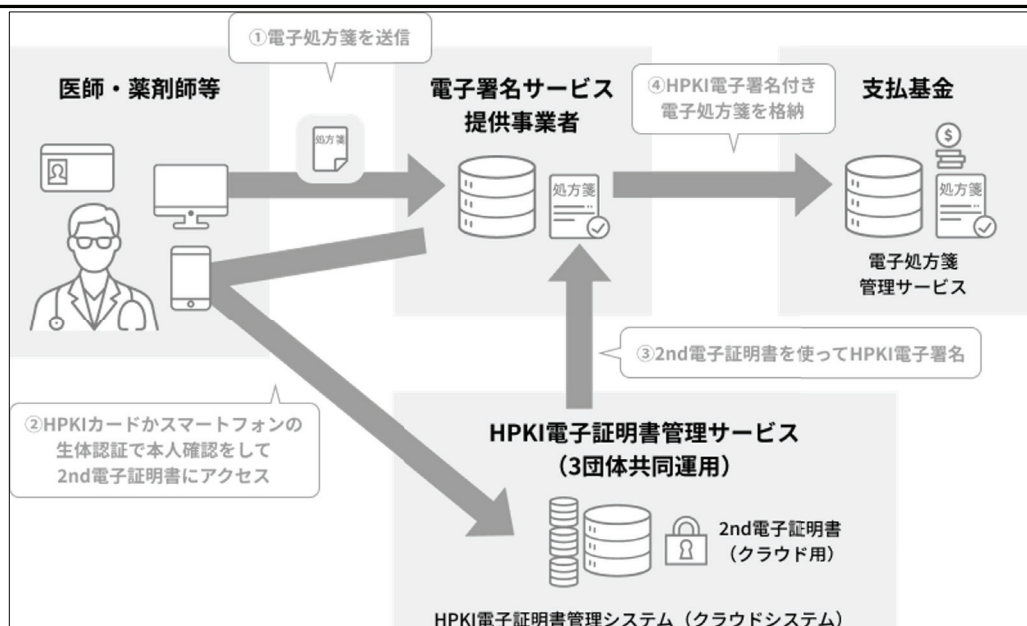 ①電子処方箋を送信
医師・薬剤師等
処方箋
電子署名サービス
提供事業者
処方箋
④HPKI電子署名付き
電子処方箋を格納
支払基金
$
処方箋
電子処方箋
管理サービス
③2nd電子証明書を使ってHPKI電子署名
②HPKIカードかスマートフォンの
生体認証で本人確認をして
2nd電子証明書にアクセス
HPKI電子証明書管理サービス
（3団体共同運用）
2nd電子証明書
（クラウド用）
HPKI電子証明書管理システム（クラウドシステム）